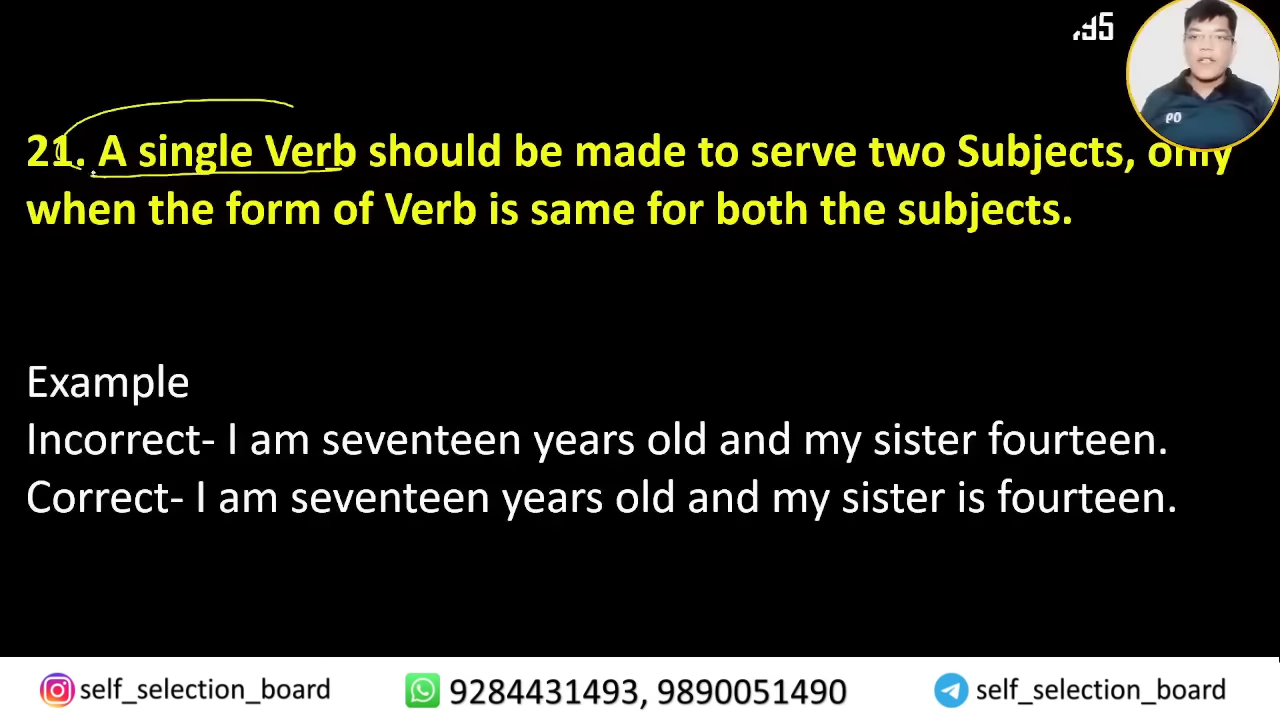 21. A single Verb should be made to serve two Subjects, only
when the form of Verb is same for both the subjects.
Example
Incorrect- I am seventeen years old and my sister fourteen.
Correct- I am seventeen years old and my sister is fourteen.
self_selection_board 9284431493, 9890051490 self_selection_board